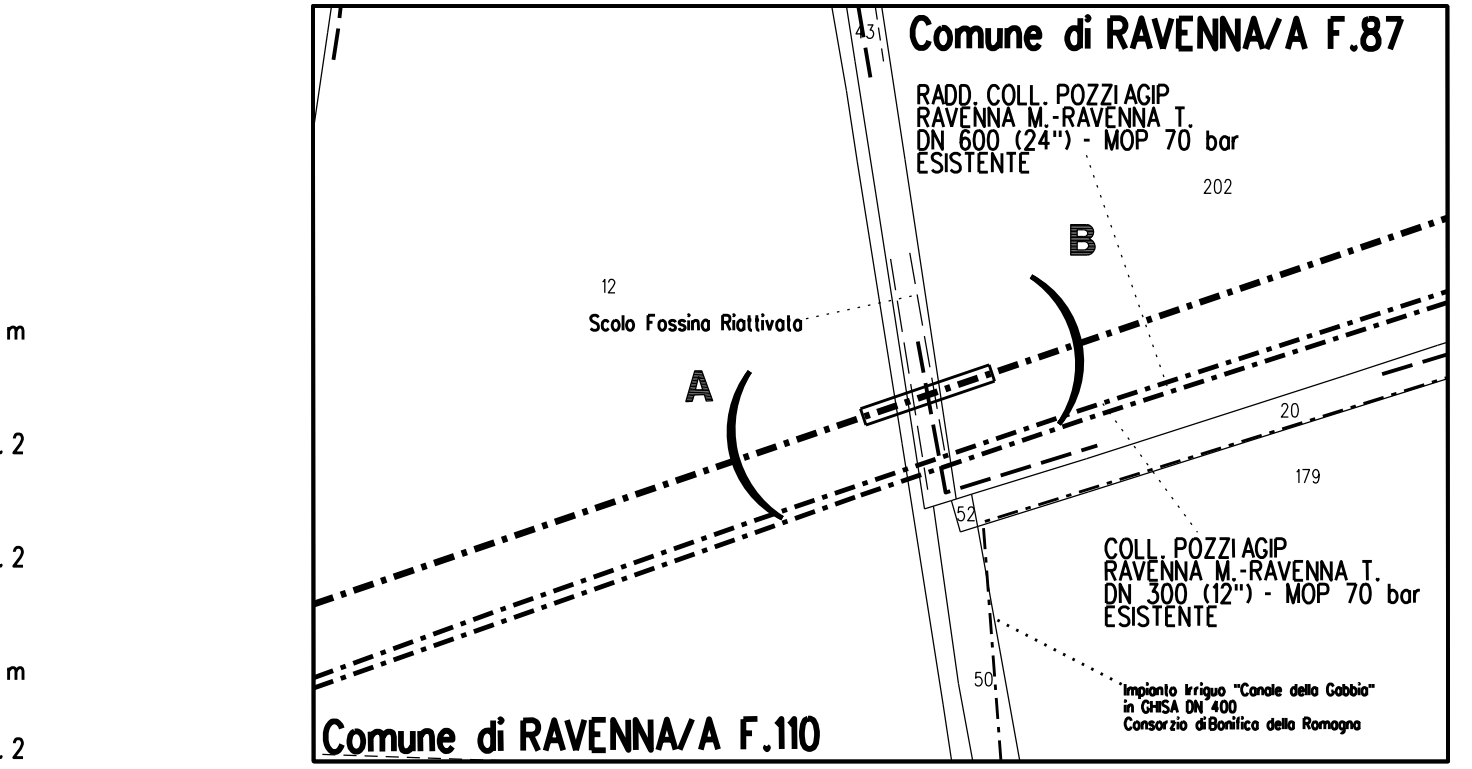 43
Comune di RAVENNA/A F.87
RADD. COLL. POZZI AGIP
RAVENNA M.-RAVENNA T.
DN 600 (24") - MOP 70 bar
ESISTENTE
202
B
12
Scolo Fossina Riattivata
m
A
20
. 2
179
52
COLL. POZZI AGIP
RAVENNA M.-RAVENNA T.
DN 300 (12") - MOP 70 bar
ESISTENTE
. 2
m
50
Impianto Irriguo "Canale della Gabbia"
in GHISA DN 400
Consorzio di Bonifica della Romagna
Comune di RAVENNA/A F.110
. 2